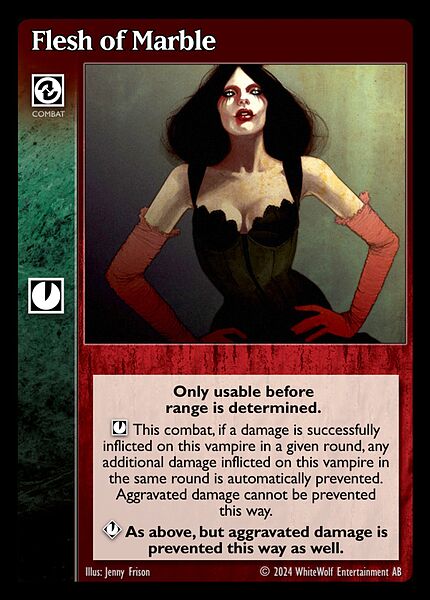 Flesh of Marble
COMBAT
Only usable before
range is determined.
This combat, if a damage is successfully
inflicted on this vampire in a given round, any
additional damage inflicted on this vampire in
the same round is automatically prevented.
Aggravated damage cannot be prevented
this way.
As above, but aggravated damage is
prevented this way as well.
Illus: Jenny Frison
© 2024 WhiteWolf Entertainment AB